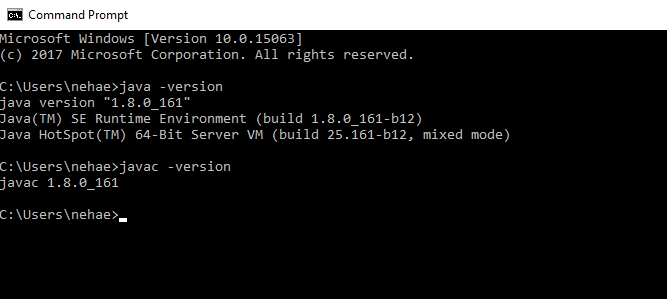 Command Prompt
Microsoft Windows [Version 10.0.15063]
(c) 2017 Microsoft Corporation. All rights reserved.
C:\Users\nehae>java -version
java version "1.8.0_161"
Java(TM) SE Runtime Environment (build 1.8.0_161-b12)
Java HotSpot(TM) 64-Bit Server VM (build 25.161-b12, mixed mode)
C:\Users\nehae>javac -version
javac 1.8.0_161
C:\Users\nehae>